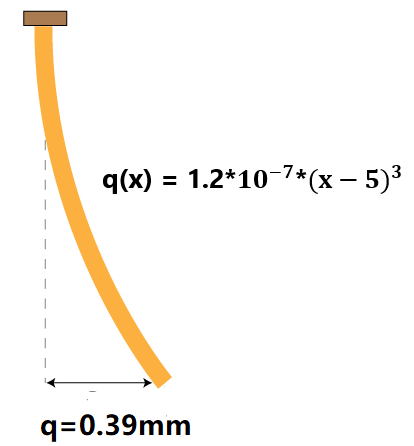 q(x) = 1.2*10⁻⁷*(x − 5)³
q=0.39mm